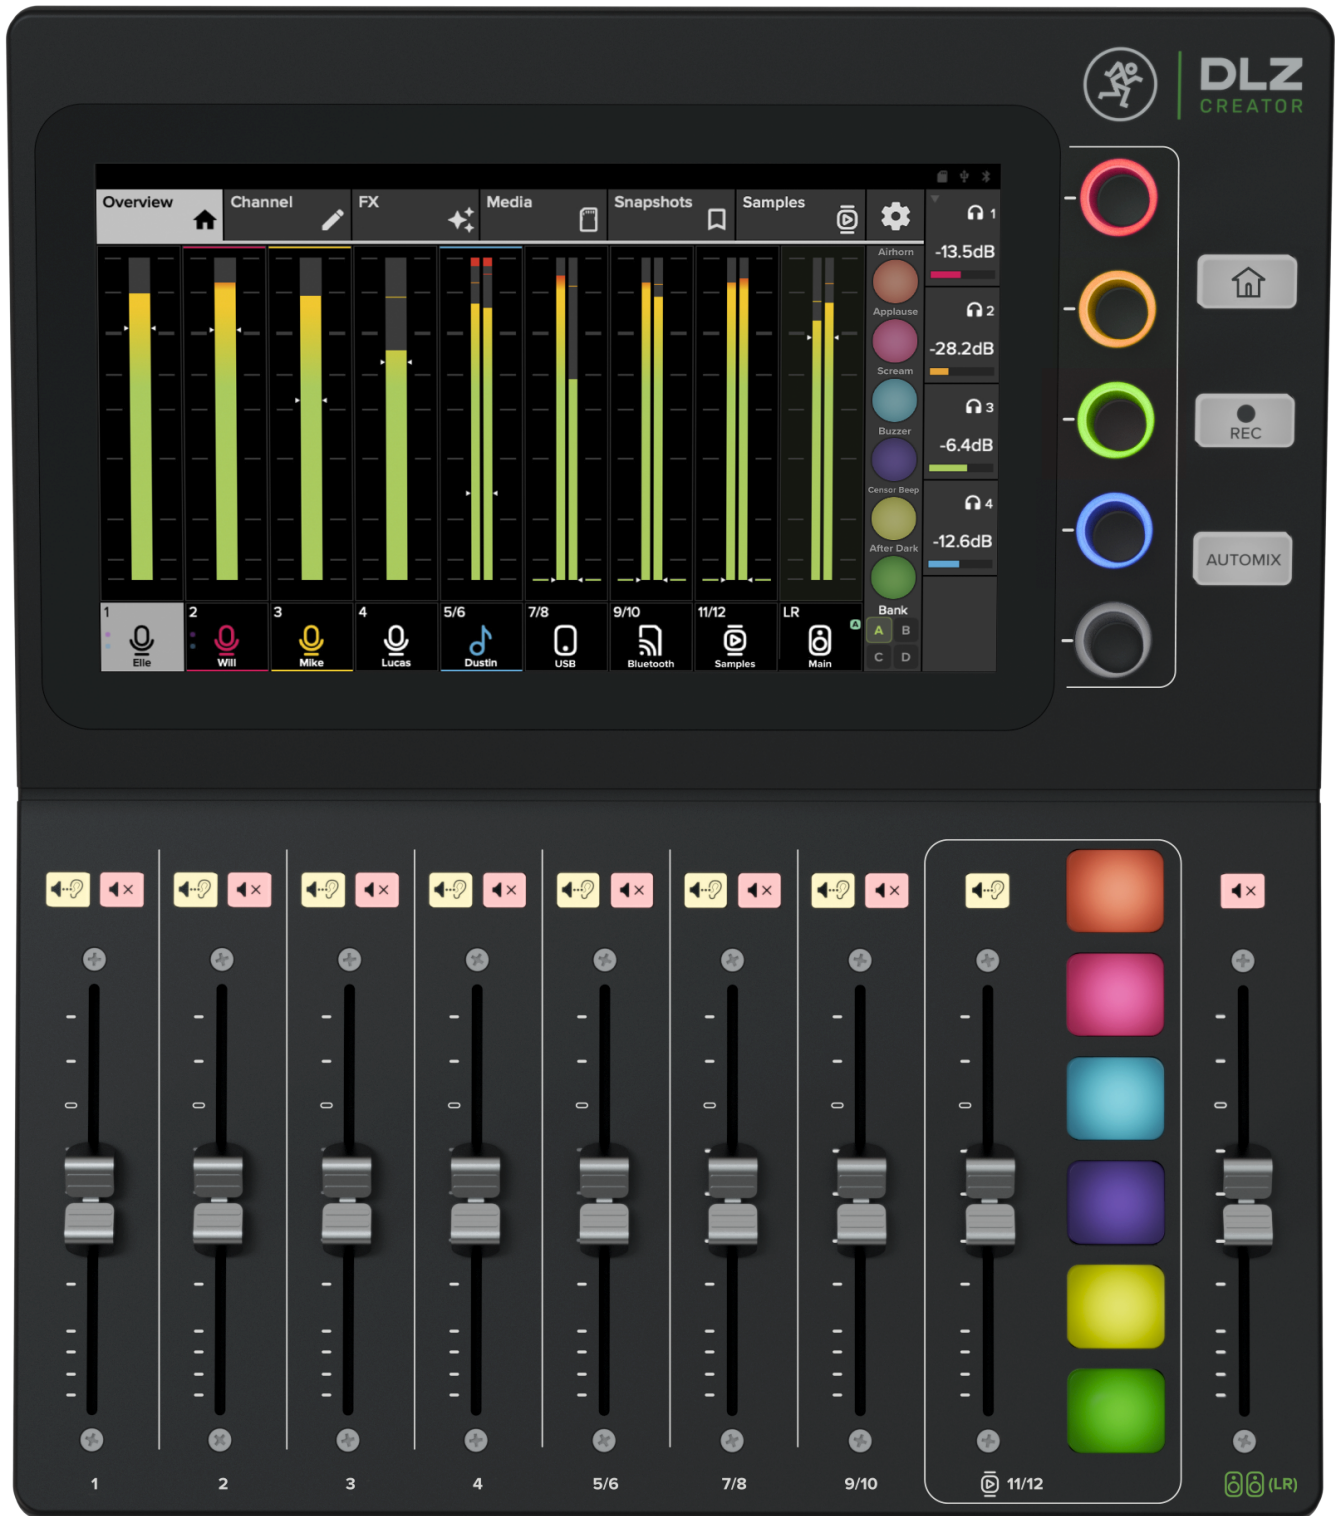 DLZ
CREATOR
Overview
Channel
FX
Media
Snapshots
Samples
1
-13.5dB
2
-28.2dB
3
-6.4dB
4
-12.6dB
Airhorn
Applause
Scream
Buzzer
Censor Beep
After Dark
Bank
A B
C D
1
Elle
2
Will
3
Mike
4
Lucas
5/6
Dustin
7/8
USB
9/10
Bluetooth
11/12
Samples
LR
A
Main
REC
AUTOMIX
1
2
3
4
5/6
7/8
9/10
11/12
(LR)